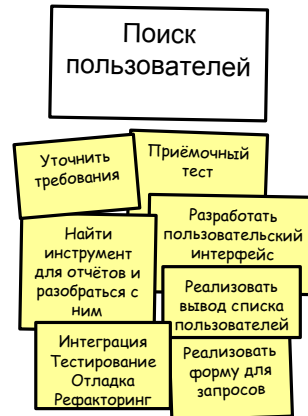 Поиск
пользователей
Уточнить
требования
Приёмочный
тест
Найти
инструмент
для отчётов и
разобраться с
ним
Разработать
пользовательский
интерфейс
Реализовать
вывод списка
пользователей
Интеграция
Тестирование
Отладка
Рефакторинг
Реализовать
форму для
запросов